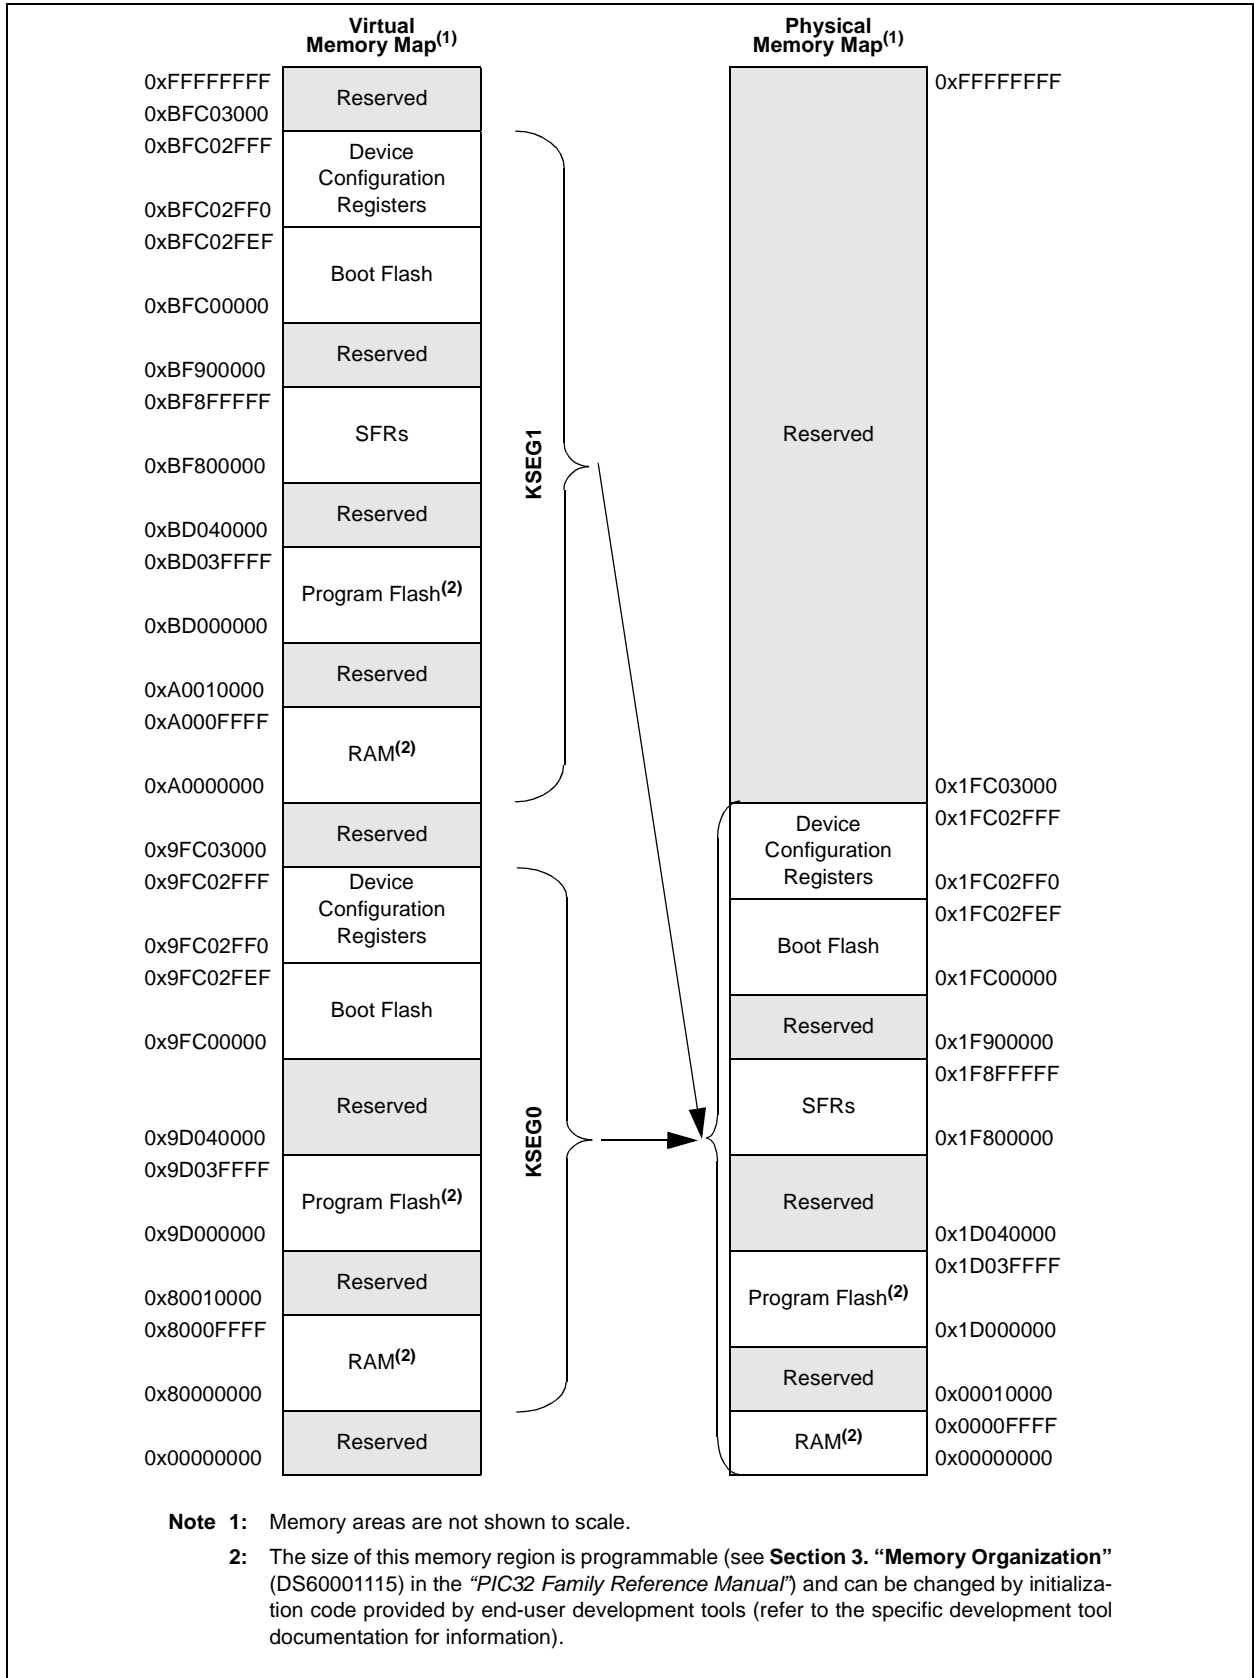 Virtual
Memory Map(1)
0xFFFFFFFF
Reserved
0xBFC03000
0xBFC02FFF
Device
Configuration
Registers
0xBFC02FF0
0xBFC02FEF
Boot Flash
0xBFC00000
Reserved
0xBF900000
0xBF8FFFFF
SFRs
0xBF800000
Reserved
0xBD040000
0xBD03FFFF
Program Flash(2)
0xBD000000
Reserved
0xA0010000
0xA000FFFF
RAM(2)
0xA0000000
Reserved
0x9FC03000
0x9FC02FFF
Device
Configuration
Registers
0x9FC02FF0
0x9FC02FEF
Boot Flash
0x9FC00000
Reserved
0x9D040000
0x9D03FFFF
Program Flash(2)
0x9D000000
Reserved
0x80010000
0x8000FFFF
RAM(2)
0x80000000
Reserved
0x00000000
KSEG1
KSEG0
Physical
Memory Map(1)
0xFFFFFFFF
Reserved
0x1FC03000
0x1FC02FFF
Device
Configuration
Registers
0x1FC02FF0
0x1FC02FEF
Boot Flash
0x1FC00000
Reserved
0x1F900000
0x1F8FFFFF
SFRs
0x1F800000
Reserved
0x1D040000
0x1D03FFFF
Program Flash(2)
0x1D000000
Reserved
0x00010000
0x0000FFFF
RAM(2)
0x00000000
Note 1: Memory areas are not shown to scale.
2: The size of this memory region is programmable (see Section 3. “Memory Organization”
(DS60001115) in the “PIC32 Family Reference Manual”) and can be changed by initializa-
tion code provided by end-user development tools (refer to the specific development tool
documentation for information).